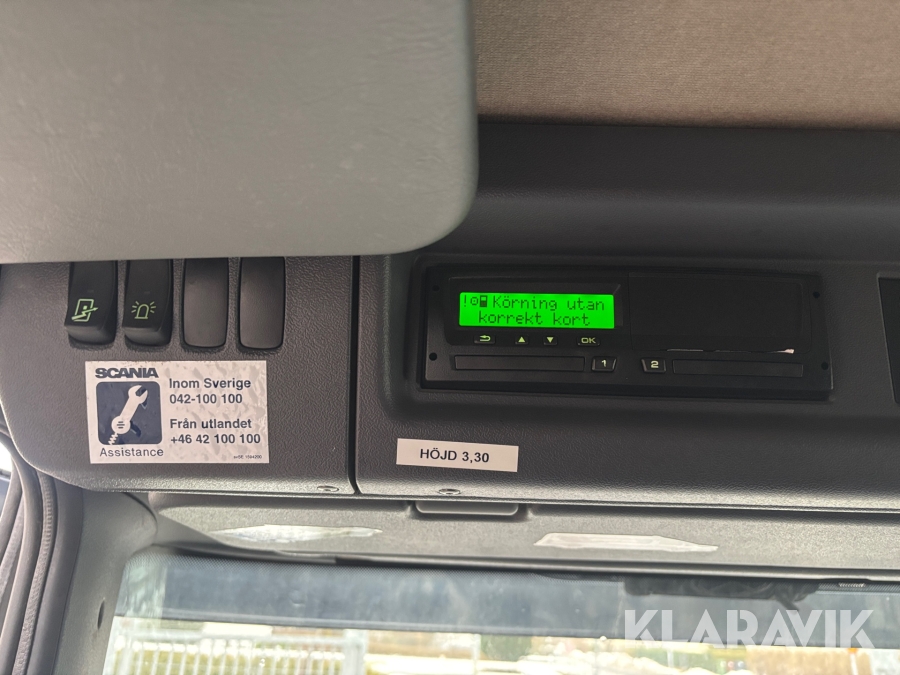 ! Körning utan
korrekt kort
OK
1
2
SCANIA
Assistance
Inom Sverige
042-100 100
Från utlandet
+46 42 100 100
HÖJD 3,30
KLARAVIK